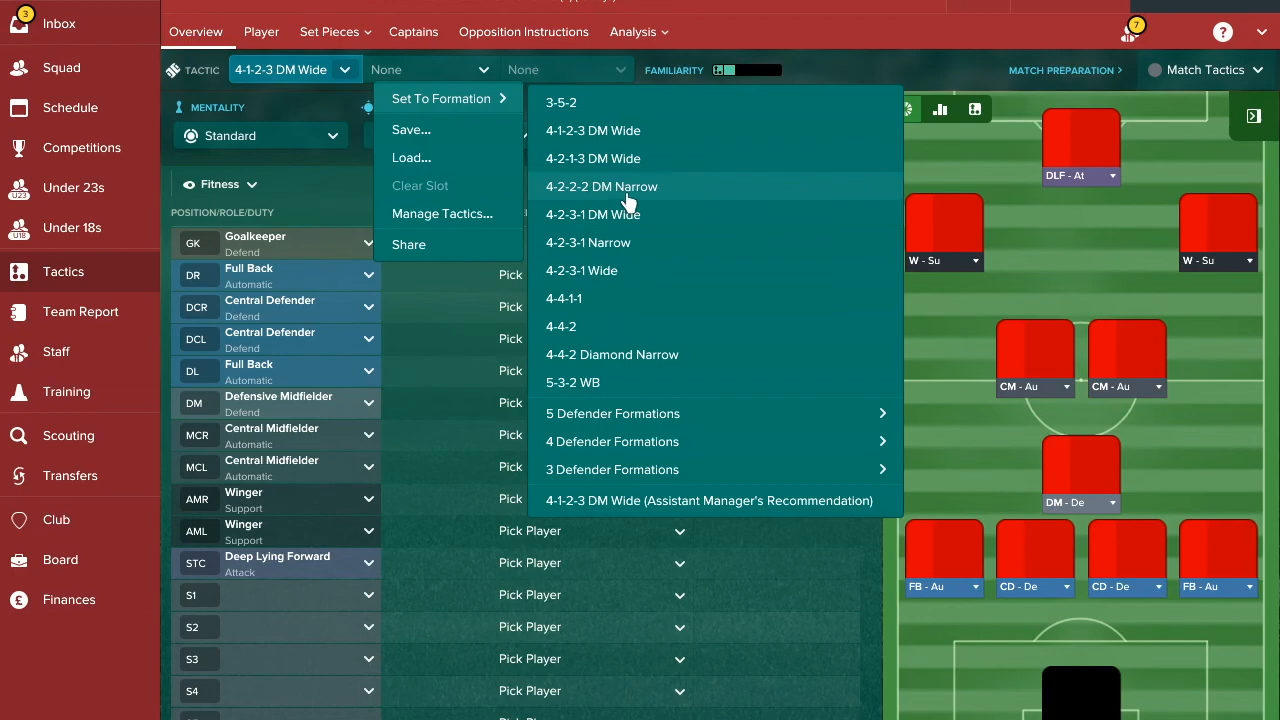 3
Inbox
Squad
Schedule
Competitions
U23
Under 23s
U18
Under 18s
Tactics
Team Report
Staff
Training
Scouting
Transfers
Club
Board
£ Finances
Overview Player Set Pieces Captains Opposition Instructions Analysis 7 ?
TACTIC 4-1-2-3 DM Wide None None FAMILIARITY MATCH PREPARATION > Match Tactics
MENTALITY
Standard
Fitness
POSITION/ROLE/DUTY
GK Goalkeeper
Defend
DR Full Back Pick
Automatic
DCR Central Defender Pick
Defend
DCL Central Defender Pick
Defend
DL Full Back Pick
Automatic
DM Defensive Midfielder Pick
Defend
MCR Central Midfielder Pick
Automatic
MCL Central Midfielder Pick
Automatic
AMR Winger Pick
Support
AML Winger Pick Player
Support
STC Deep Lying Forward Pick Player
Attack
S1 Pick Player
S2 Pick Player
S3 Pick Player
S4 Pick Player
Set To Formation >
Save...
Load...
Clear Slot
Manage Tactics...
Share
3-5-2
4-1-2-3 DM Wide
4-2-1-3 DM Wide
4-2-2-2 DM Narrow
4-2-3-1 DM Wide
4-2-3-1 Narrow
4-2-3-1 Wide
4-4-1-1
4-4-2
4-4-2 Diamond Narrow
5-3-2 WB
5 Defender Formations >
4 Defender Formations >
3 Defender Formations >
4-1-2-3 DM Wide (Assistant Manager's Recommendation)
DLF - At
W - Su W - Su
CM - Au CM - Au
DM - De
FB - Au CD - De CD - De FB - Au